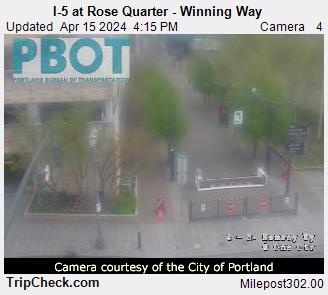 I-5 at Rose Quarter - Winning Way
Updated Apr 15 2024 4:15 PM Camera 4
PBOT
PORTLAND BUREAU OF TRANSPORTATION
Camera courtesy of the City of Portland
TripCheck.com Milepost302.00